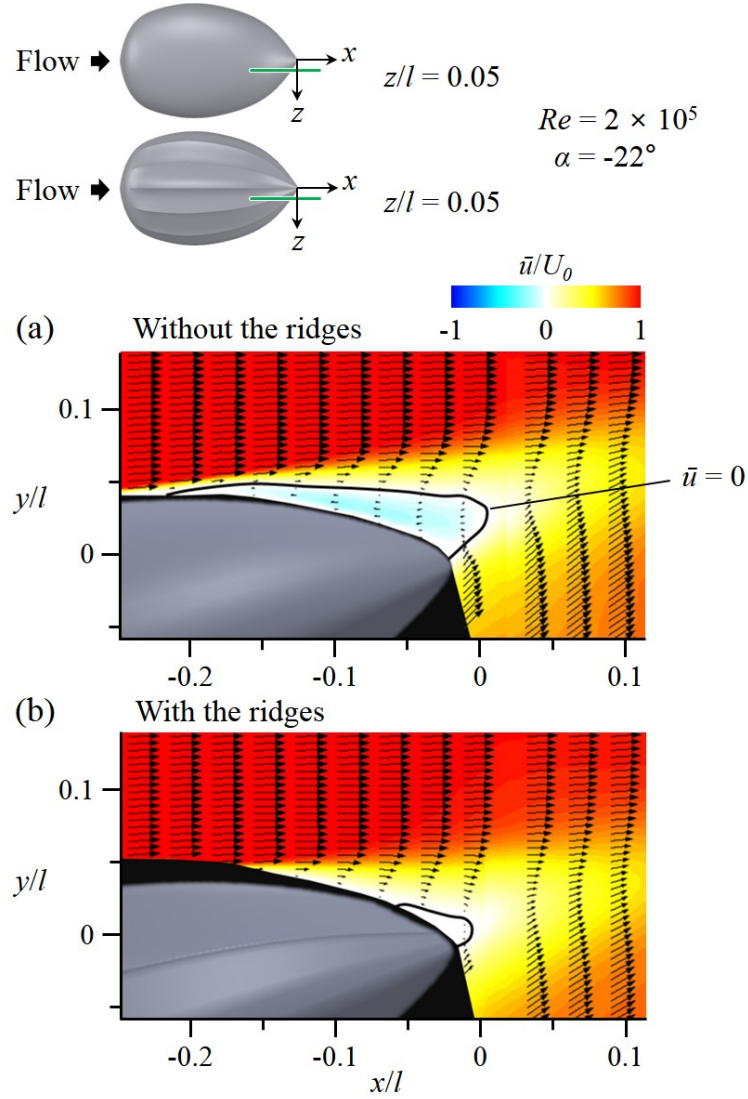 Flow x
z/l = 0.05
z
Re = 2 × 10⁵
α = -22°
Flow x
z/l = 0.05
z
ū/U₀
(a) Without the ridges -1 0 1
0.1
y/l
0
ū = 0
-0.2 -0.1 0 0.1
(b) With the ridges
0.1
y/l
0
-0.2 -0.1 0 0.1
x/l